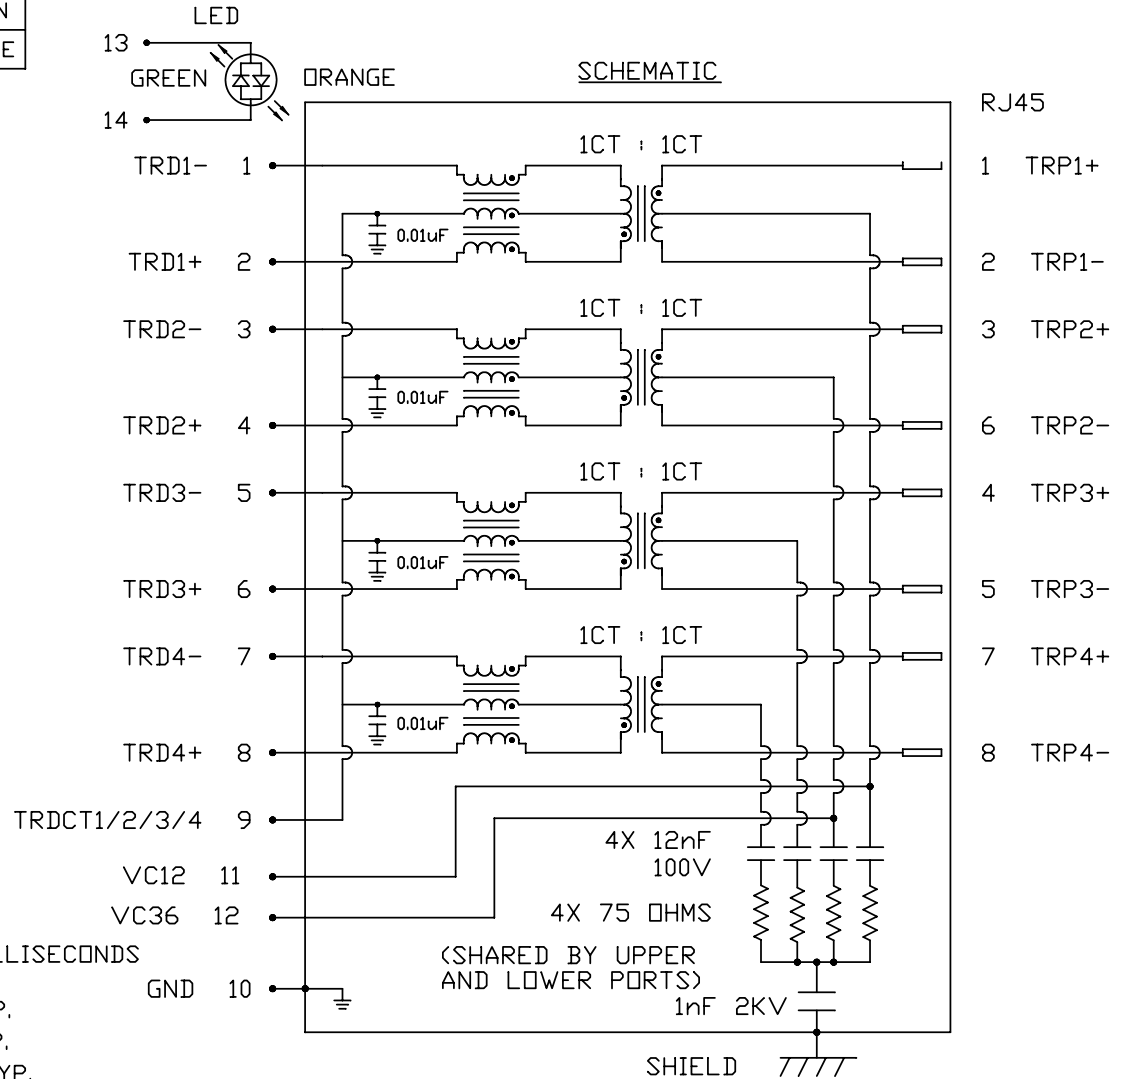 N
LED
13
E
GREEN
ORANGE
SCHEMATIC
14
RJ45
1CT : 1CT
TRD1- 1
1 TRP1+
0.01uF
TRD1+ 2
2 TRP1-
1CT : 1CT
TRD2- 3
3 TRP2+
0.01uF
TRD2+ 4
6 TRP2-
1CT : 1CT
TRD3- 5
4 TRP3+
0.01uF
TRD3+ 6
5 TRP3-
1CT : 1CT
TRD4- 7
7 TRP4+
0.01uF
TRD4+ 8
8 TRP4-
TRDCT1/2/3/4 9
4X 12nF
100V
VC12 11
VC36 12
4X 75 OHMS
LLISECONDS
(SHARED BY UPPER
AND LOWER PORTS)
GND 10
1nF 2KV
P.
P.
SHIELD
YP.